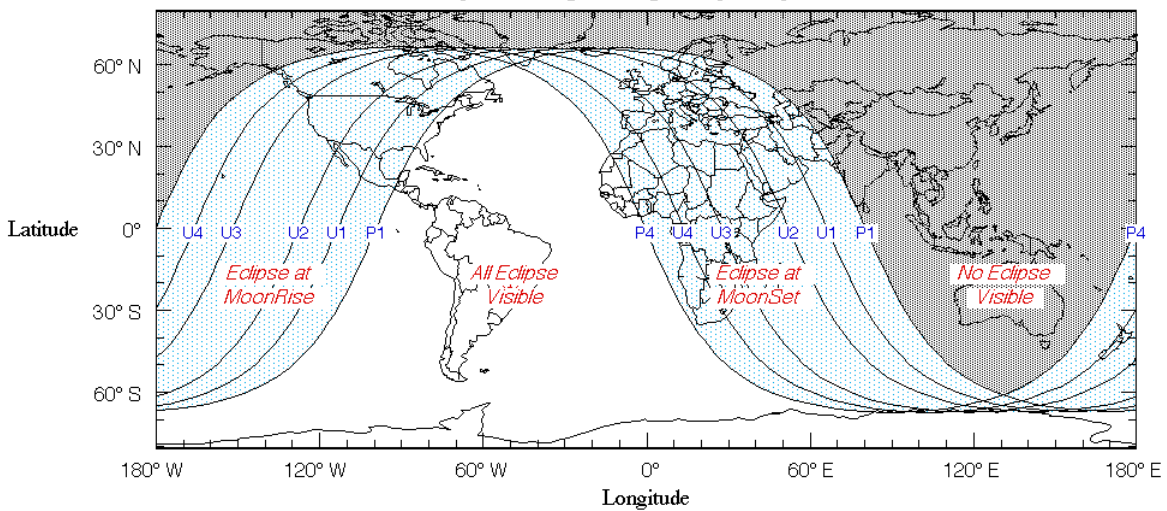 60° N
30° N
Latitude
0°
U4 U3 U2 U1 P1 P4 U4 U3 U2 U1 P1 P4
Eclipse at
MoonRise
All Eclipse
Visible
Eclipse at
MoonSet
No Eclipse
Visible
30° S
60° S
180° W 120° W 60° W 0° 60° E 120° E 180° E
Longitude